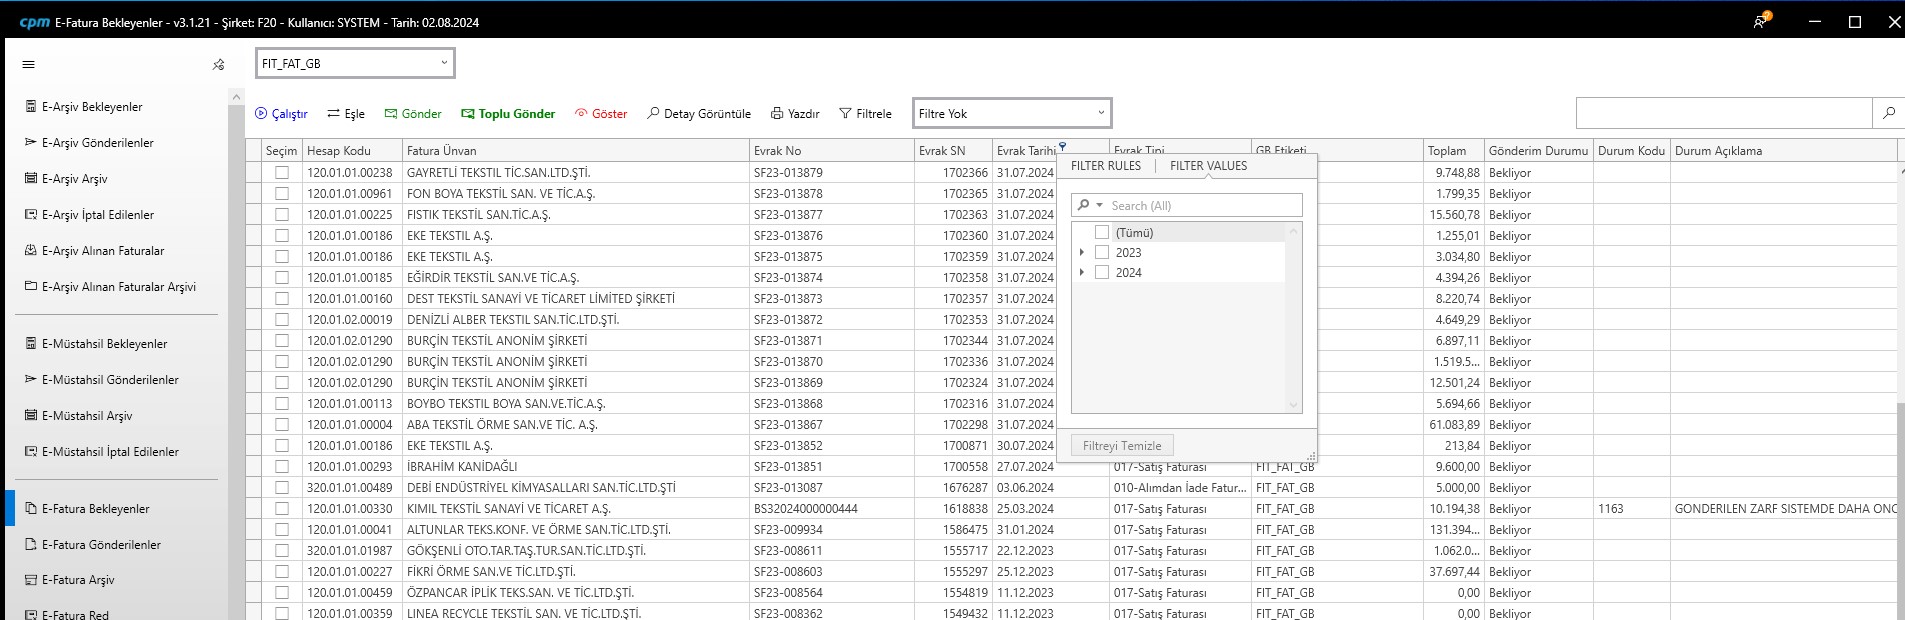 cpm E-Fatura Bekleyenler - v3.1.21 - Şirket: F20 - Kullanıcı: SYSTEM - Tarih: 02.08.2024
FIT_FAT_GB
E-Arşiv Bekleyenler
E-Arşiv Gönderilenler
E-Arşiv Arşiv
E-Arşiv İptal Edilenler
E-Arşiv Alınan Faturalar
E-Arşiv Alınan Faturalar Arşivi
E-Müstahsil Bekleyenler
E-Müstahsil Gönderilenler
E-Müstahsil Arşiv
E-Müstahsil İptal Edilenler
E-Fatura Bekleyenler
E-Fatura Gönderilenler
E-Fatura Arşiv
E-Fatura Red
Çalıştır Eşle Gönder Toplu Gönder Göster Detay Görüntüle Yazdır Filtrele Filtre Yok
Seçim Hesap Kodu Fatura Ünvan Evrak No Evrak SN Evrak Tarihi Evrak Tipi GB Etiketi Toplam Gönderim Durumu Durum Kodu Durum Açıklama
120.01.01.00238 GAYRETLİ TEKSTIL TİC.SAN.LTD.ŞTİ. SF23-013879 1702366 31.07.2024 9.748,88 Bekliyor
120.01.01.00961 FON BOYA TEKSTIL SAN. VE TİC.A.Ş. SF23-013878 1702365 31.07.2024 1.799,35 Bekliyor
120.01.01.00225 FISTIK TEKSTIL SAN.TİC.A.Ş. SF23-013877 1702363 31.07.2024 15.560,78 Bekliyor
120.01.01.00186 EKE TEKSTIL A.Ş. SF23-013876 1702360 31.07.2024 1.255,01 Bekliyor
120.01.01.00186 EKE TEKSTIL A.Ş. SF23-013875 1702359 31.07.2024 3.034,80 Bekliyor
120.01.01.00185 EĞİRDİR TEKSTİL SAN.VE TİC.A.Ş. SF23-013874 1702358 31.07.2024 4.394,26 Bekliyor
120.01.01.00160 DEST TEKSTİL SANAYİ VE TİCARET LİMİTED ŞİRKETİ SF23-013873 1702357 31.07.2024 8.220,74 Bekliyor
120.01.02.00019 DENİZLİ ALBER TEKSTIL SAN.TİC.LTD.ŞTİ. SF23-013872 1702353 31.07.2024 4.649,29 Bekliyor
120.01.02.01290 BURÇİN TEKSTİL ANONİM ŞİRKETİ SF23-013871 1702344 31.07.2024 6.897,11 Bekliyor
120.01.02.01290 BURÇİN TEKSTİL ANONİM ŞİRKETİ SF23-013870 1702336 31.07.2024 1.519.5... Bekliyor
120.01.02.01290 BURÇİN TEKSTİL ANONİM ŞİRKETİ SF23-013869 1702324 31.07.2024 12.501,24 Bekliyor
120.01.01.00113 BOYBO TEKSTIL BOYA SAN.VE.TİC.A.Ş. SF23-013868 1702316 31.07.2024 5.694,66 Bekliyor
120.01.01.00004 ABA TEKSTİL ÖRME SAN.VE TİC. A.Ş. SF23-013867 1702298 31.07.2024 61.083,89 Bekliyor
120.01.01.00186 EKE TEKSTIL A.Ş. SF23-013852 1700871 30.07.2024 213,84 Bekliyor
120.01.01.00293 İBRAHİM KANİDAĞLI SF23-013851 1700558 27.07.2024 017-Satış Faturası FIT_FAT_GB 9.600,00 Bekliyor
320.01.01.00489 DEBİ ENDÜSTRİYEL KİMYASALLARI SAN.TİC.LTD.ŞTİ SF23-013087 1676287 03.06.2024 010-Alımdan İade Fatur... FIT_FAT_GB 5.000,00 Bekliyor
120.01.01.00330 KIMIL TEKSTİL SANAYİ VE TİCARET A.Ş. BS32024000000444 1618838 25.03.2024 017-Satış Faturası FIT_FAT_GB 10.194,38 Bekliyor 1163 GONDERILEN ZARF SISTEMDE DAHA ONC
120.01.01.00041 ALTUNLAR TEKS.KONF. VE ÖRME SAN.TİC.LTD.ŞTİ. SF23-009934 1586475 31.01.2024 017-Satış Faturası FIT_FAT_GB 131.394... Bekliyor
320.01.01.01987 GÖKŞENLİ OTO.TAR.TAŞ.TUR.SAN.TİC.LTD.ŞTİ. SF23-008611 1555717 22.12.2023 017-Satış Faturası FIT_FAT_GB 1.062.0... Bekliyor
120.01.01.00227 FİKRİ ÖRME SAN.VE TİC.LTD.ŞTİ. SF23-008603 1555297 25.12.2023 017-Satış Faturası FIT_FAT_GB 37.697,44 Bekliyor
120.01.01.00459 ÖZPANCAR İPLİK TEKS.SAN. VE TİC.LTD.ŞTİ. SF23-008564 1554819 11.12.2023 017-Satış Faturası FIT_FAT_GB 0,00 Bekliyor
120.01.01.00359 LINEA RECYCLE TEKSTİL SAN. VE TİC.LTD.ŞTİ. SF23-008362 1549432 11.12.2023 017-Satış Faturası FIT_FAT_GB 0,00 Bekliyor
FILTER RULES FILTER VALUES
Search (All)
(Tümü)
2023
2024
Filtreyi Temizle